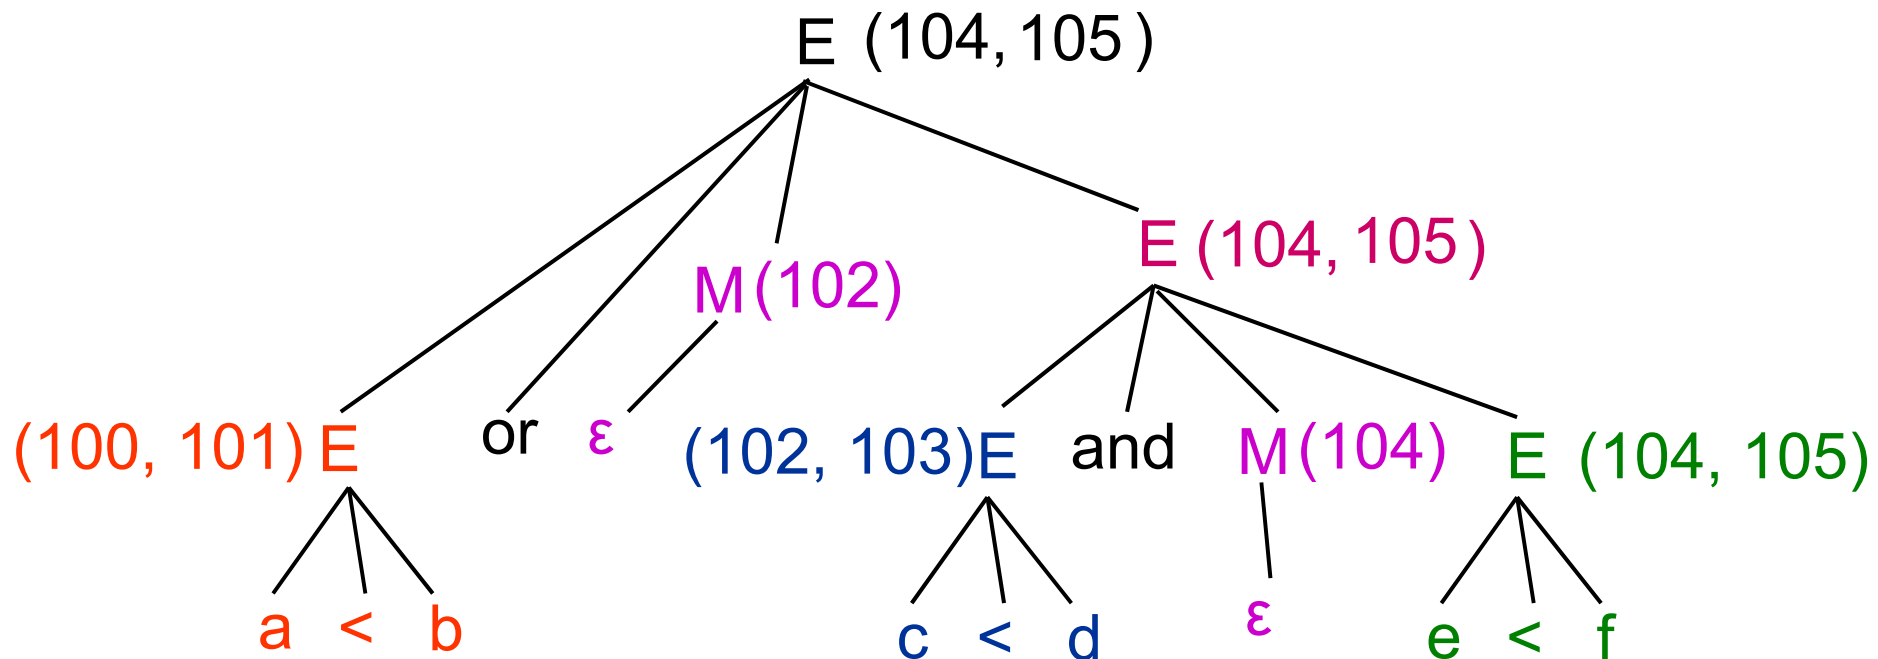 E (104, 105 )
E (104, 105 )
M (102)
(100, 101) E or ε (102, 103) E and M (104) E (104, 105)
a < b c < d ε e < f